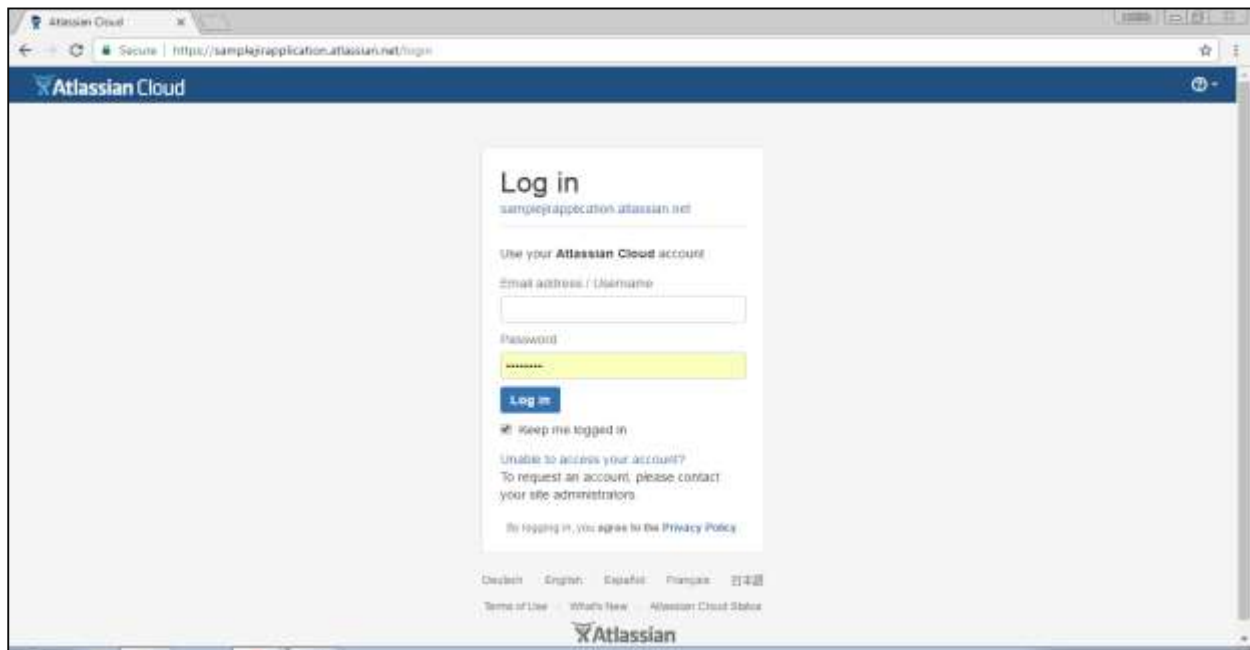 Atlassian Cloud
Secure | https://samplejirapplication.atlassian.net/login
Atlassian Cloud
Log in
samplejirapplication.atlassian.net
Use your Atlassian Cloud account
Email address / Username
Password
••••••••
Log in
Keep me logged in
Unable to access your account?
To request an account, please contact
your site administrators
By logging in, you agree to the Privacy Policy
Deutsch English Español Français 日本語
Terms of Use What's New Atlassian Cloud Status
Atlassian